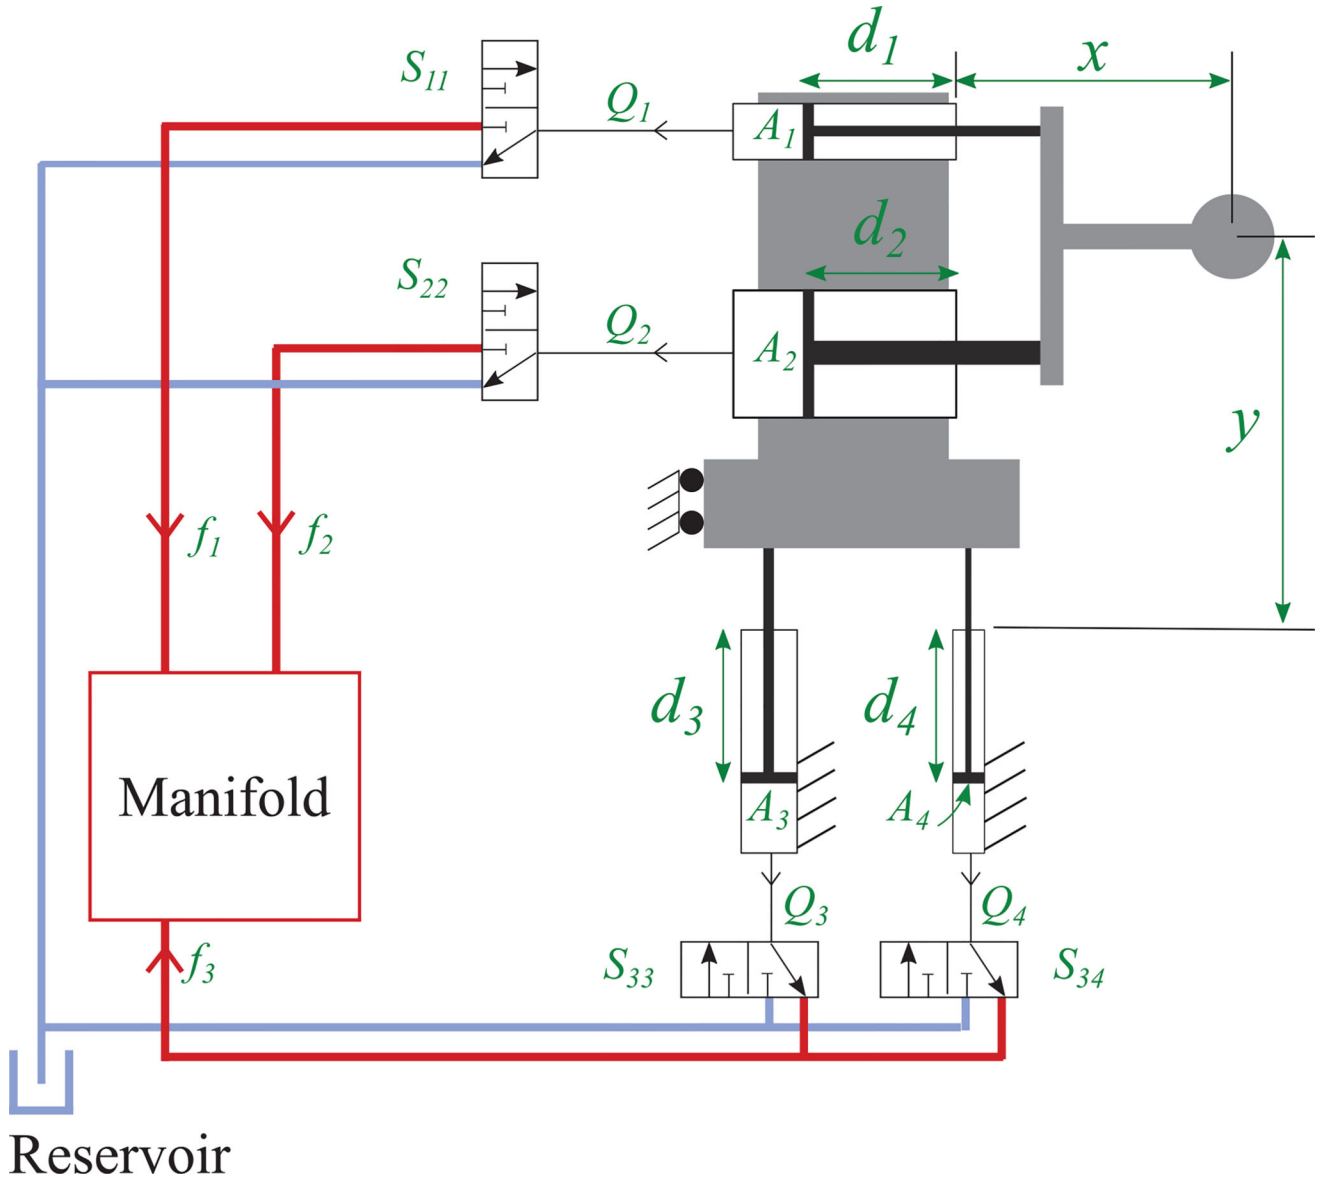 d1
x
S11
Q1
A1
S22
Q2
d2
A2
y
f1
f2
Manifold
d3
d4
A3
A4
Q3
Q4
f3
S33
S34
Reservoir